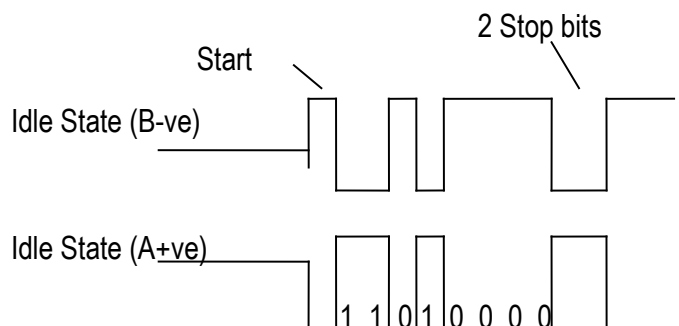 2 Stop bits
Start
Idle State (B-ve)
Idle State (A+ve)
1 1 0 1 0 0 0 0